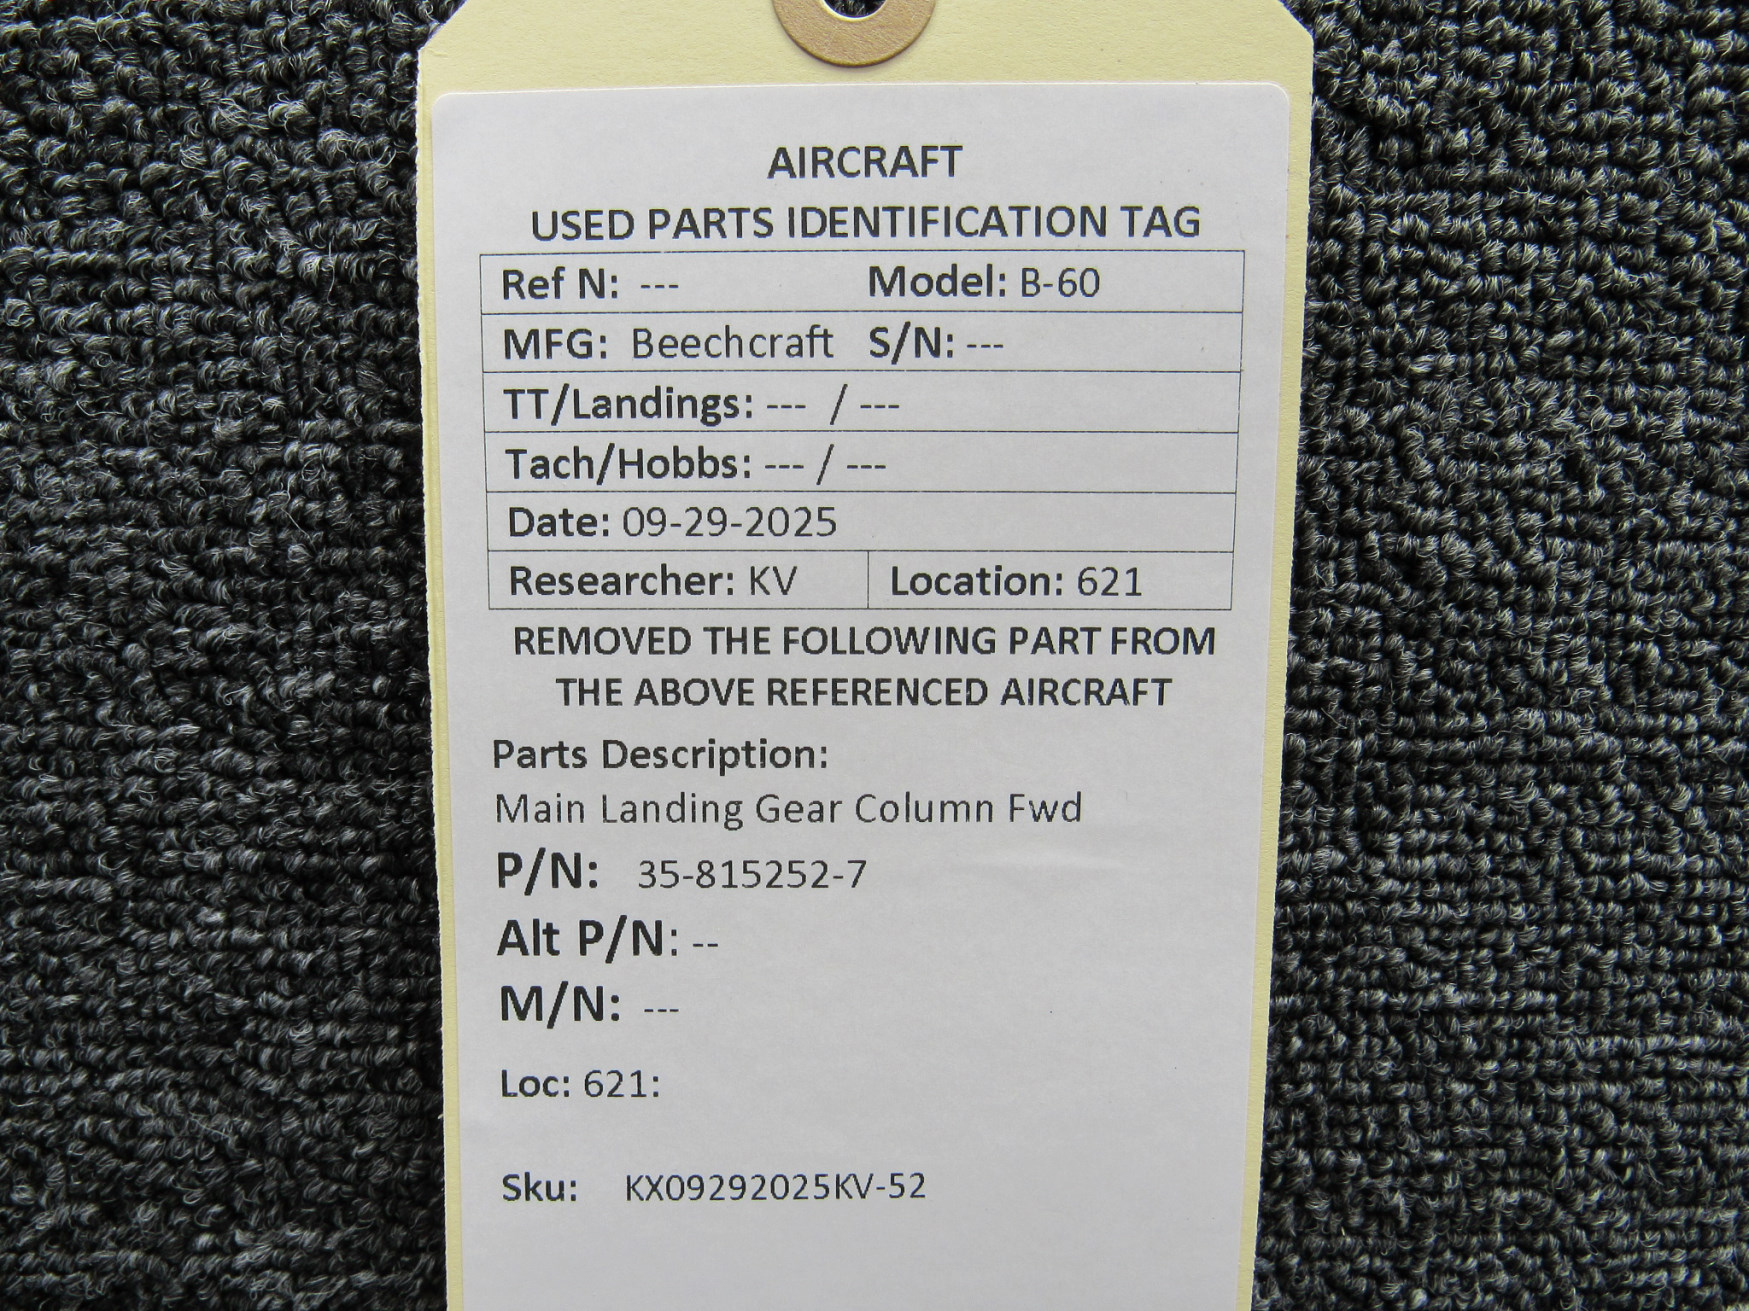 AIRCRAFT
USED PARTS IDENTIFICATION TAG
Ref N: --- Model: B-60
MFG: Beechcraft S/N: ---
TT/Landings: --- / ---
Tach/Hobbs: --- / ---
Date: 09-29-2025
Researcher: KV Location: 621
REMOVED THE FOLLOWING PART FROM
THE ABOVE REFERENCED AIRCRAFT
Parts Description:
Main Landing Gear Column Fwd
P/N: 35-815252-7
Alt P/N: --
M/N: ---
Loc: 621:
Sku: KX09292025KV-52